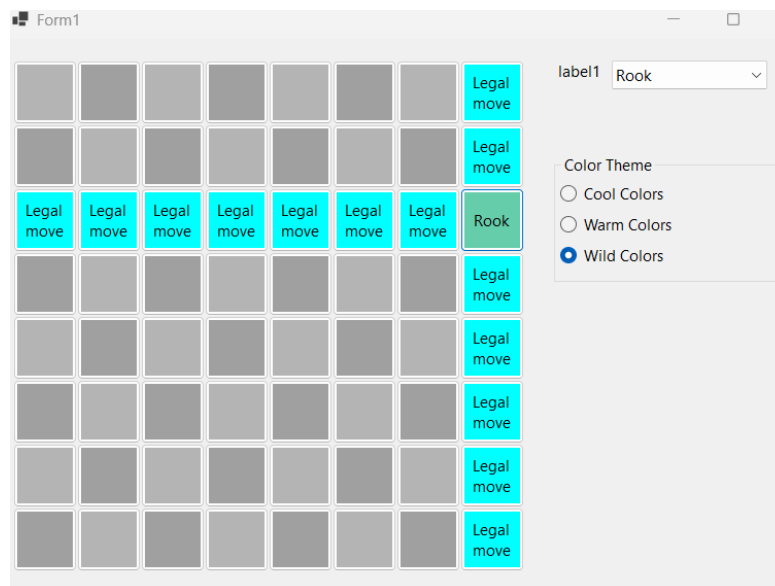 Form1
label1 Rook
Legal
move
Legal
move
Legal Legal Legal Legal Legal Legal Legal
move move move move move move move
Rook
Legal
move
Legal
move
Legal
move
Legal
move
Legal
move
Color Theme
Cool Colors
Warm Colors
Wild Colors